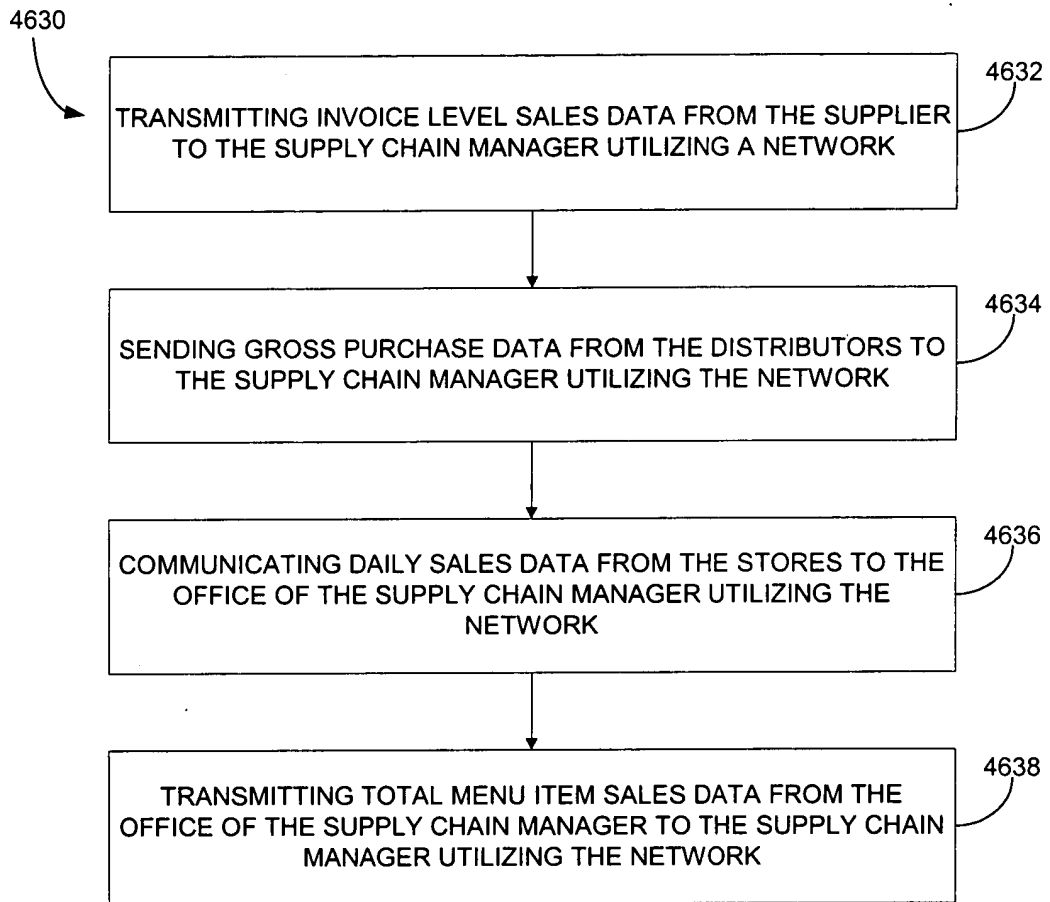 4630
4632
TRANSMITTING INVOICE LEVEL SALES DATA FROM THE SUPPLIER
TO THE SUPPLY CHAIN MANAGER UTILIZING A NETWORK
4634
SENDING GROSS PURCHASE DATA FROM THE DISTRIBUTORS TO
THE SUPPLY CHAIN MANAGER UTILIZING THE NETWORK
4636
COMMUNICATING DAILY SALES DATA FROM THE STORES TO THE
OFFICE OF THE SUPPLY CHAIN MANAGER UTILIZING THE
NETWORK
4638
TRANSMITTING TOTAL MENU ITEM SALES DATA FROM THE
OFFICE OF THE SUPPLY CHAIN MANAGER TO THE SUPPLY CHAIN
MANAGER UTILIZING THE NETWORK